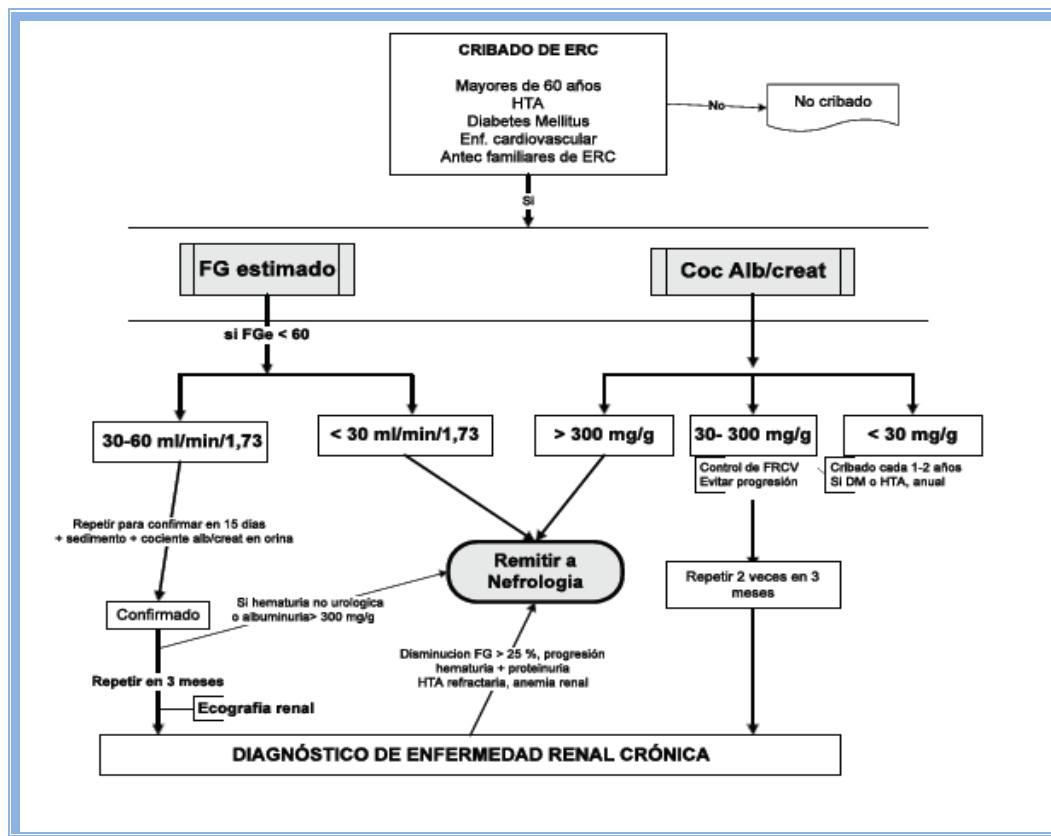 CRIBADO DE ERC
Mayores de 60 años
HTA
Diabetes Mellitus
Enf. cardiovascular
Antec familiares de ERC
No
No cribado
Si
FG estimado
Coc Alb/creat
si FGe < 60
30-60 ml/min/1,73
< 30 ml/min/1,73
> 300 mg/g
30- 300 mg/g
< 30 mg/g
Control de FRCV
Evitar progresión
Cribado cada 1-2 años
Si DM o HTA, anual
Repetir para confirmar en 15 dias
+ sedimento + cociente alb/creat en orina
Remitir a
Nefrologia
Repetir 2 veces en 3
meses
Confirmado
Si hematuria no urologica
o albuminuria> 300 mg/g
Disminucion FG > 25 %, progresión
hematuria + proteinuria
HTA refractaria, anemia renal
Repetir en 3 meses
Ecografia renal
DIAGNÓSTICO DE ENFERMEDAD RENAL CRÓNICA